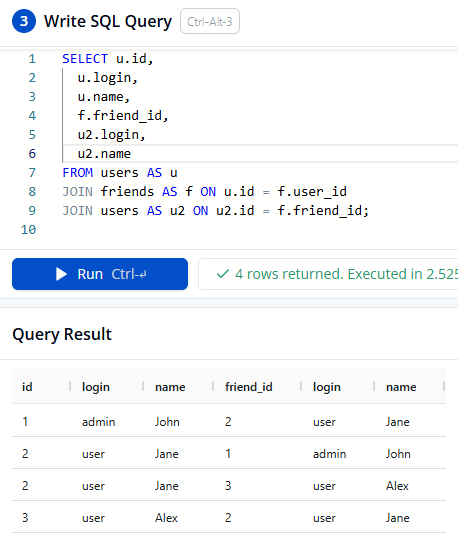 3 Write SQL Query Ctrl-Alt-3
1 SELECT u.id,
2 u.login,
3 u.name,
4 f.friend_id,
5 u2.login,
6 u2.name
7 FROM users AS u
8 JOIN friends AS f ON u.id = f.user_id
9 JOIN users AS u2 ON u2.id = f.friend_id;
10
Run Ctrl-⏎ ✓ 4 rows returned. Executed in 2.525
Query Result
id login name friend_id login name
1 admin John 2 user Jane
2 user Jane 1 admin John
2 user Jane 3 user Alex
3 user Alex 2 user Jane